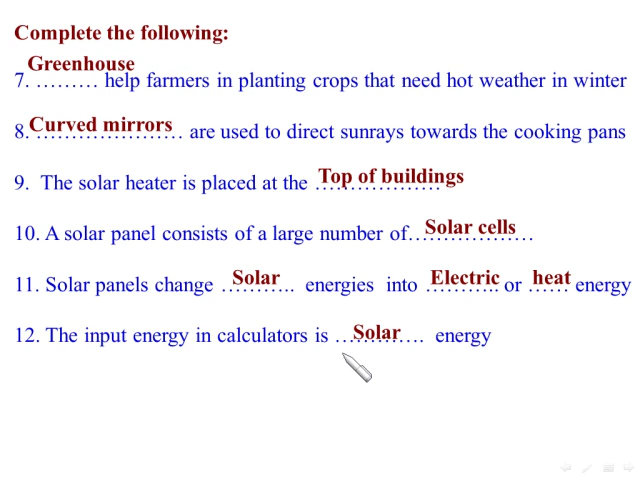 Complete the following:
Greenhouse
7. ……… help farmers in planting crops that need hot weather in winter
8. Curved mirrors are used to direct sunrays towards the cooking pans
9. The solar heater is placed at the Top of buildings
10. A solar panel consists of a large number of Solar cells
11. Solar panels change Solar energies into Electric or heat energy
12. The input energy in calculators is Solar energy